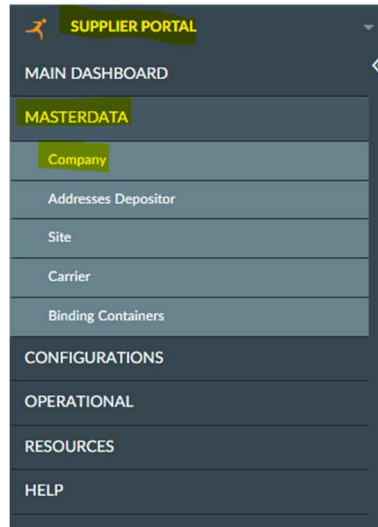 SUPPLIER PORTAL
MAIN DASHBOARD
MASTERDATA
Company
Addresses Depositor
Site
Carrier
Binding Containers
CONFIGURATIONS
OPERATIONAL
RESOURCES
HELP